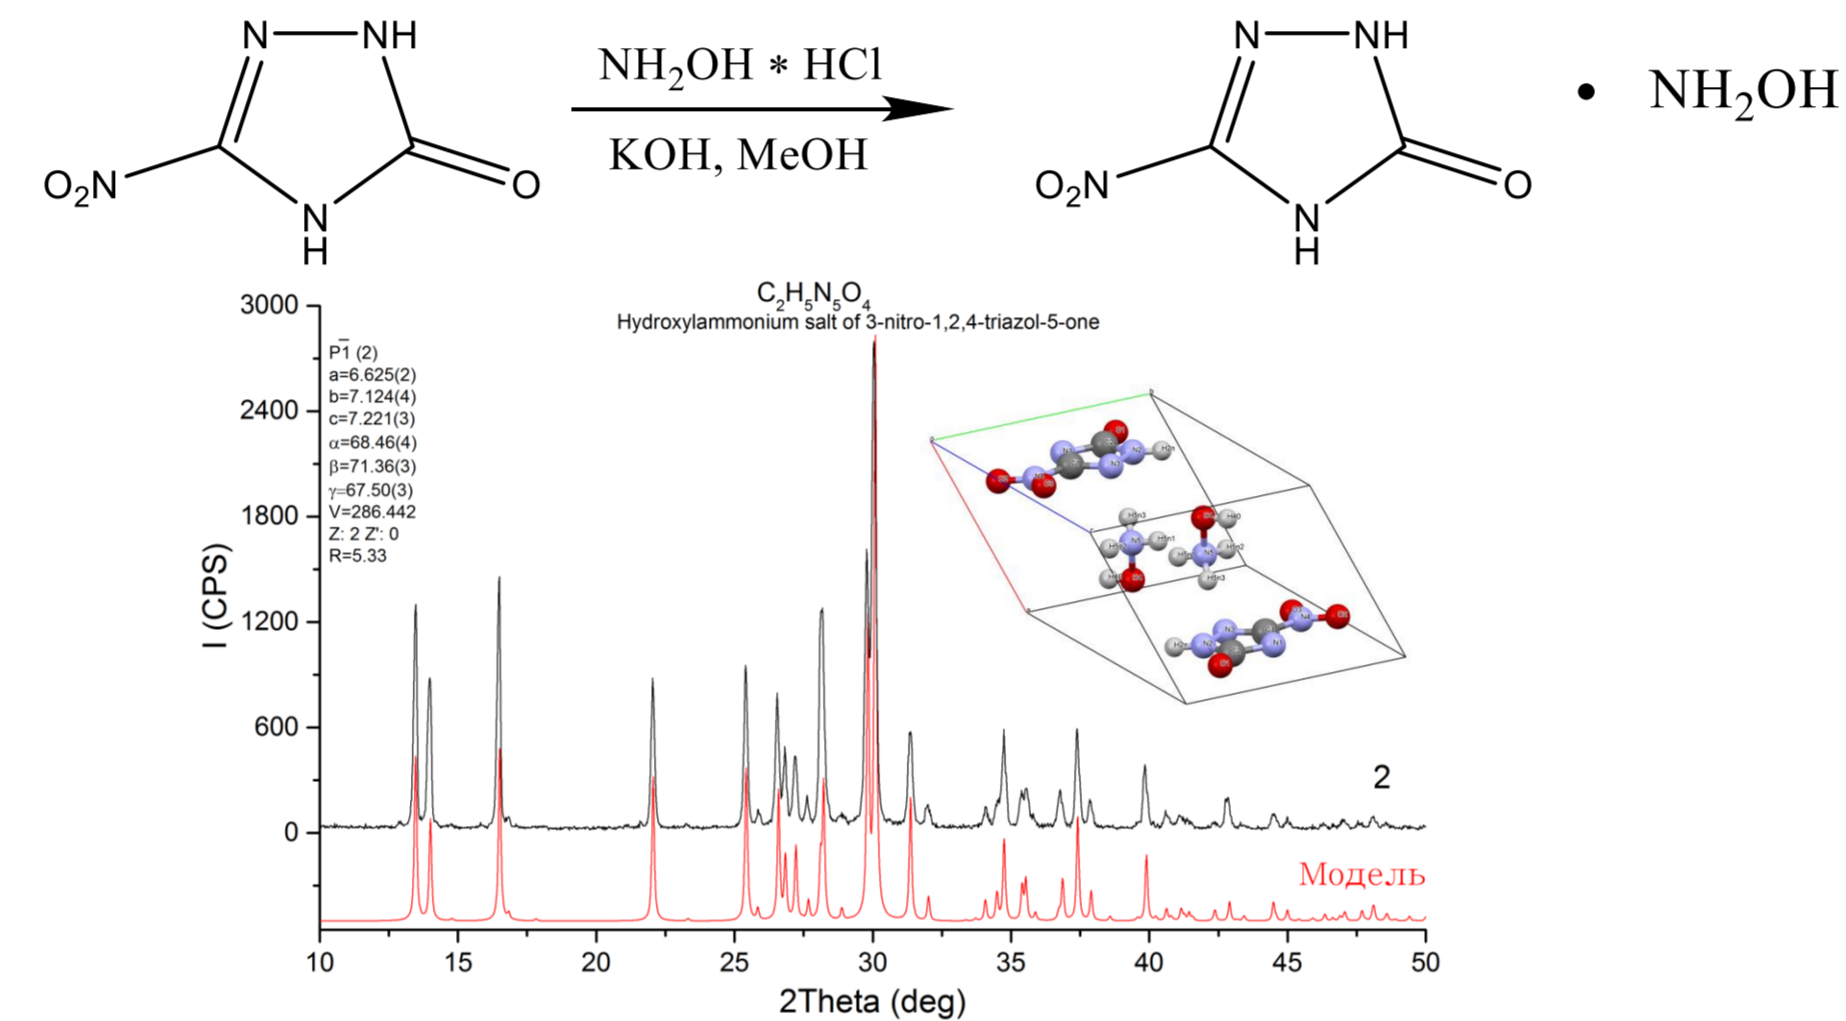 N NH
O₂N
N
H
O
NH₂OH * HCl
KOH, MeOH
N NH
O₂N
N
H
O
• NH₂OH
C₂H₅N₅O₄
Hydroxylammonium salt of 3-nitro-1,2,4-triazol-5-one
P1̅ (2)
a=6.625(2)
b=7.124(4)
c=7.221(3)
α=68.46(4)
β=71.36(3)
γ=67.50(3)
V=286.442
Z: 2 Z': 0
R=5.33
I (CPS)
3000
2400
1800
1200
600
0
2
Модель
10 15 20 25 30 35 40 45 50
2Theta (deg)